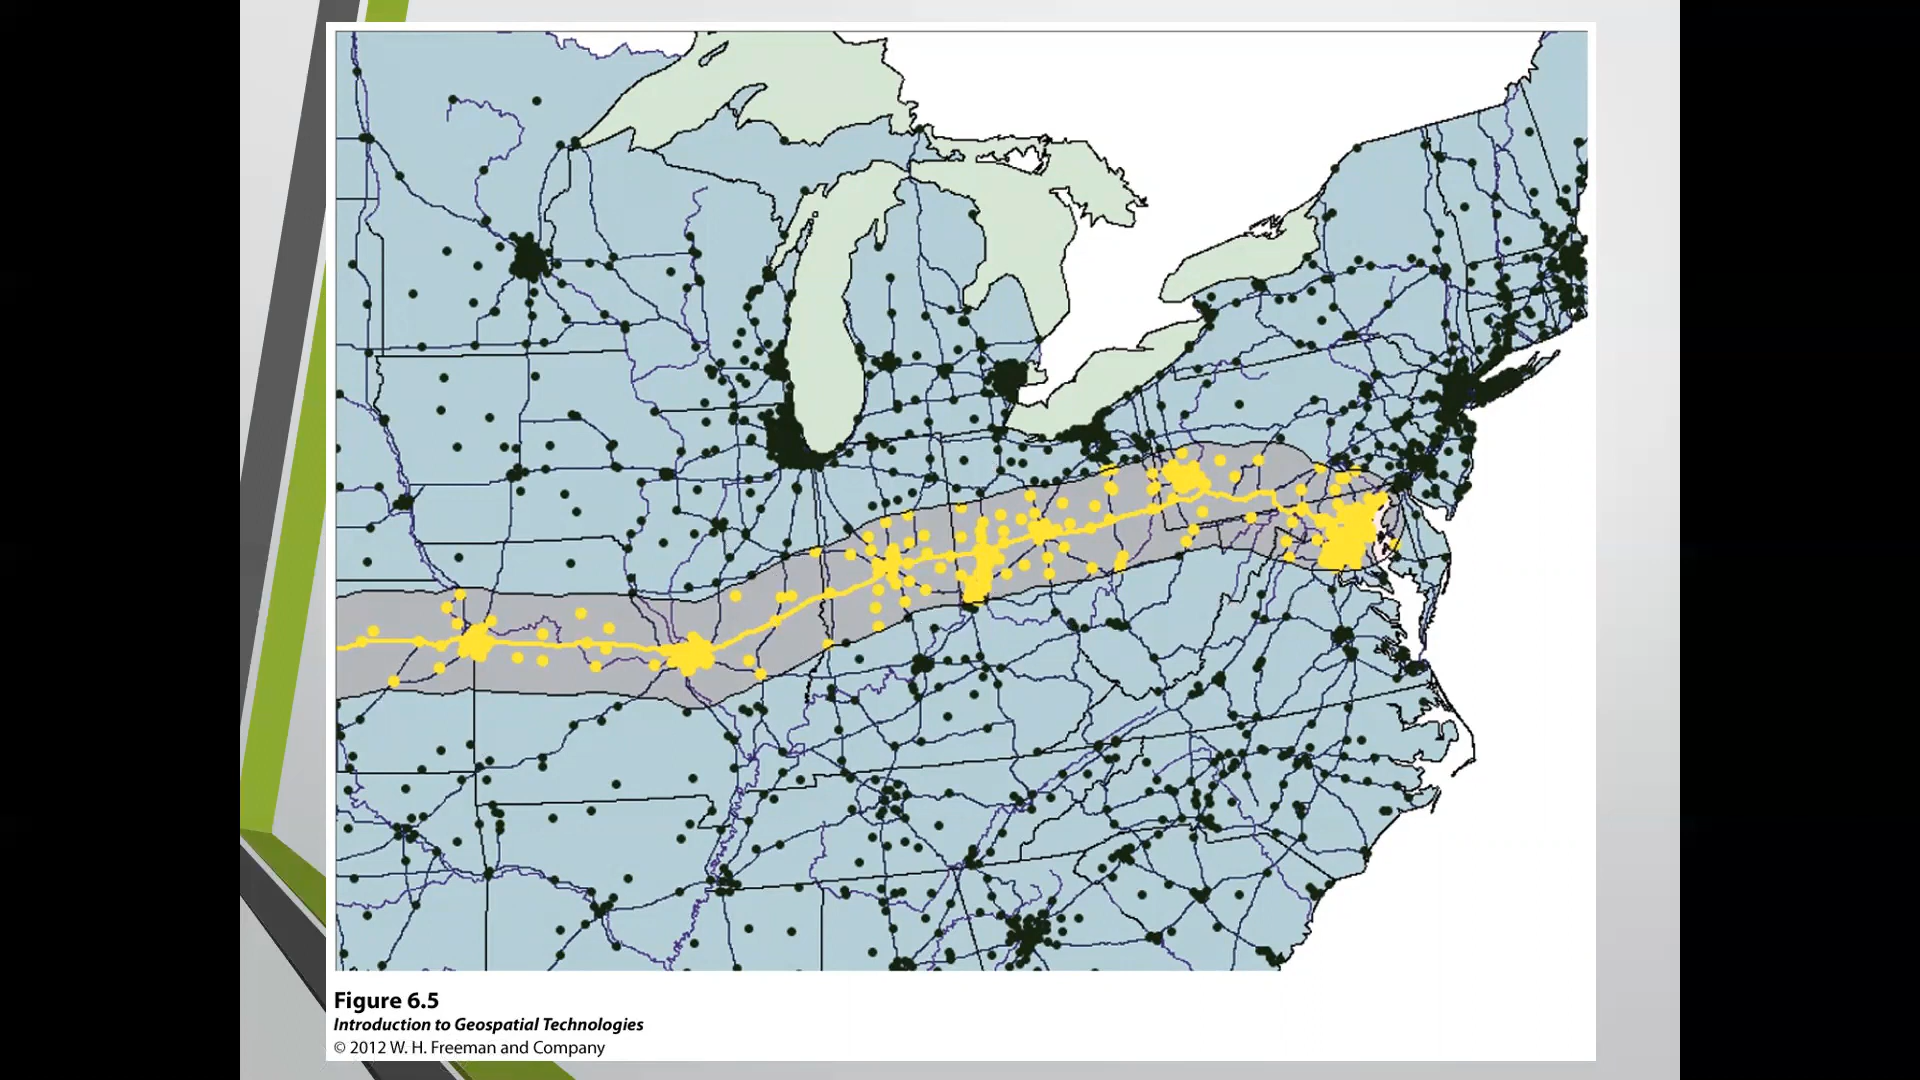 Figure 6.5
Introduction to Geospatial Technologies
© 2012 W. H. Freeman and Company